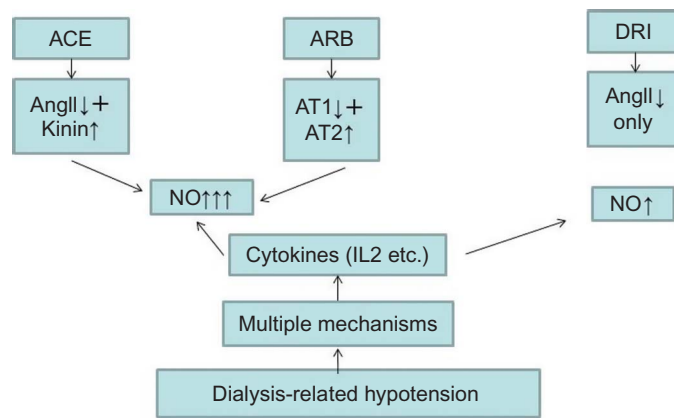 ACE
ARB
DRI
AngII↓+
Kinin↑
AT1↓+
AT2↑
AngII↓
only
NO↑↑↑
NO↑
Cytokines (IL2 etc.)
Multiple mechanisms
Dialysis-related hypotension